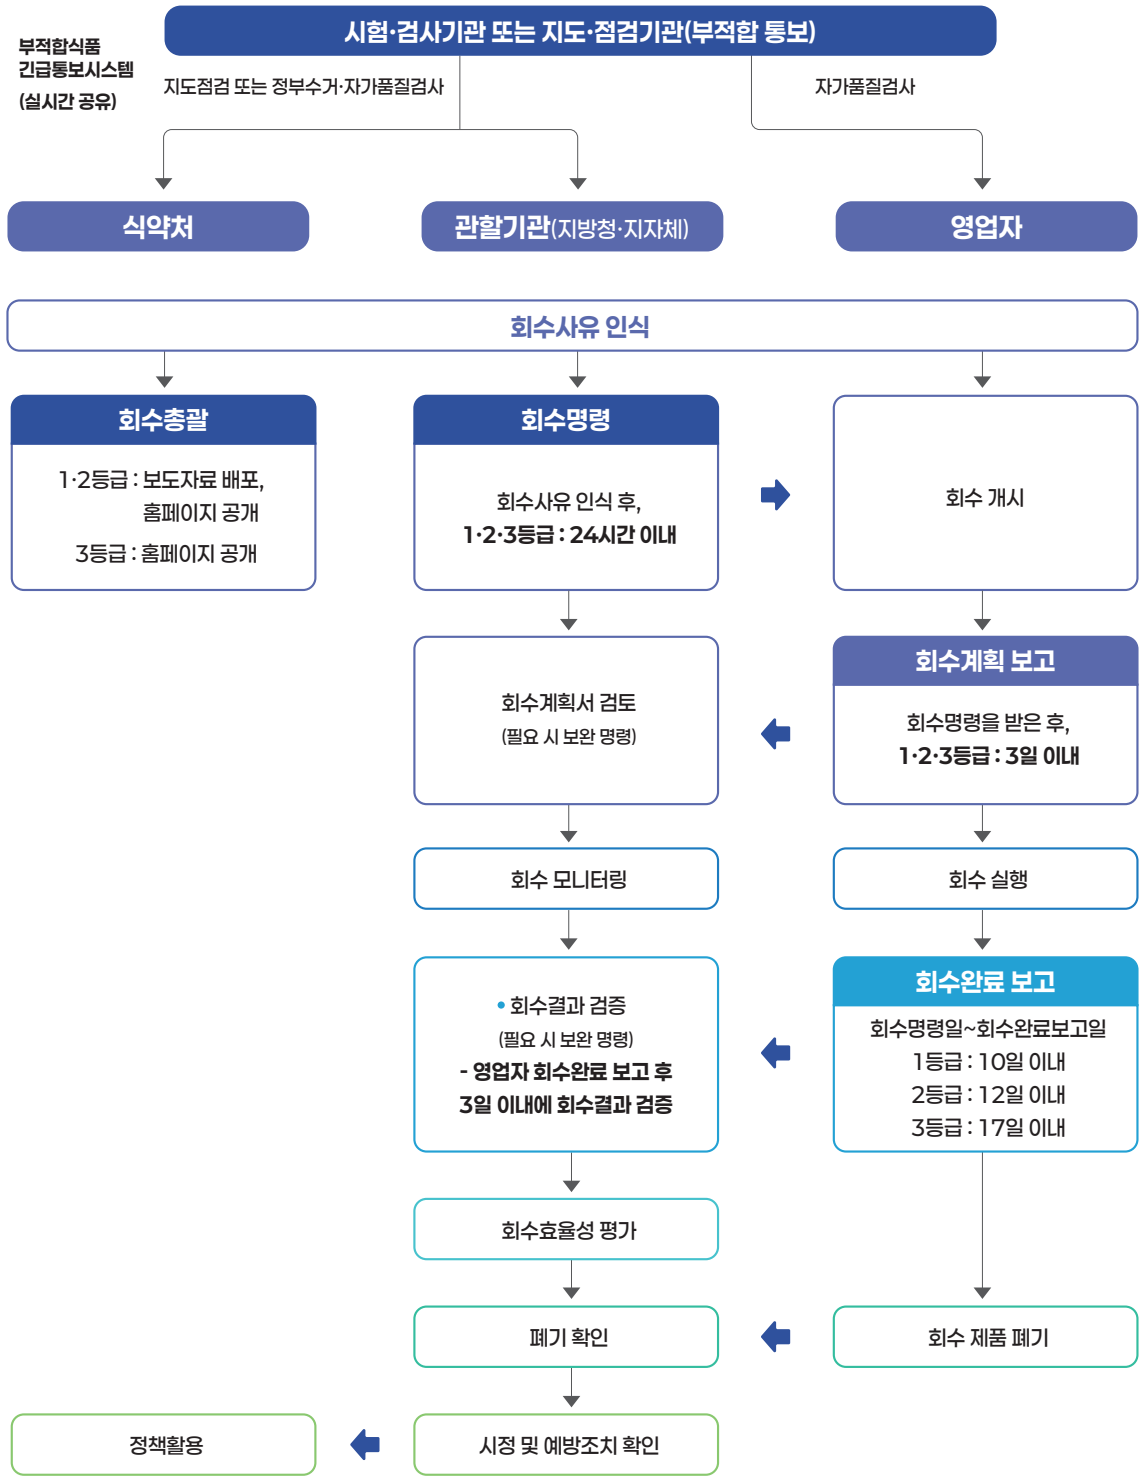 시험·검사기관 또는 지도·점검기관(부적합 통보)
부적합식품
긴급통보시스템
(실시간 공유)
지도점검 또는 정부수거·자가품질검사
자가품질검사
식약처
관할기관(지방청·지자체)
영업자
회수사유 인식
회수총괄
1·2등급 : 보도자료 배포,
홈페이지 공개
3등급 : 홈페이지 공개
회수명령
회수사유 인식 후,
1·2·3등급 : 24시간 이내
회수 개시
회수계획서 검토
(필요 시 보완 명령)
회수계획 보고
회수명령을 받은 후,
1·2·3등급 : 3일 이내
회수 모니터링
회수 실행
• 회수결과 검증
(필요 시 보완 명령)
- 영업자 회수완료 보고 후
3일 이내에 회수결과 검증
회수완료 보고
회수명령일~회수완료보고일
1등급 : 10일 이내
2등급 : 12일 이내
3등급 : 17일 이내
회수효율성 평가
폐기 확인
회수 제품 폐기
정책활용
시정 및 예방조치 확인